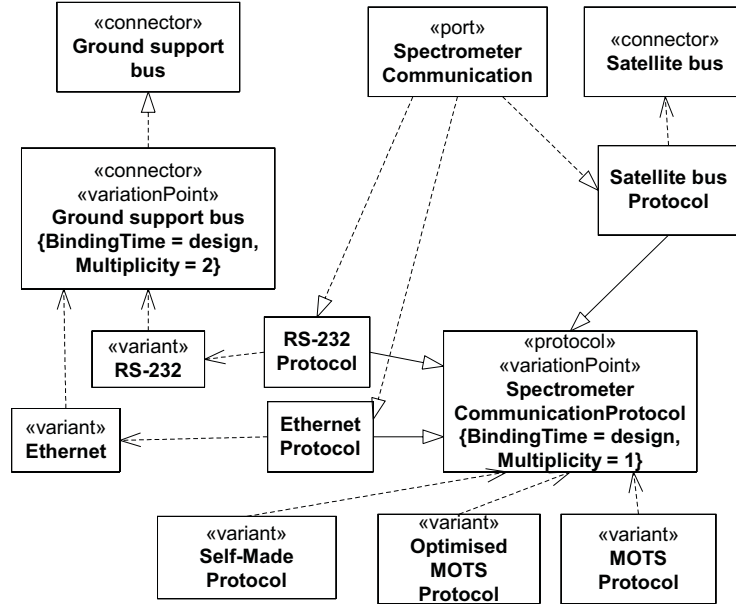 «connector»
Ground support
bus
«port»
Spectrometer
Communication
«connector»
Satellite bus
«connector»
«variationPoint»
Ground support bus
{BindingTime = design,
Multiplicity = 2}
Satellite bus
Protocol
«variant»
RS-232
RS-232
Protocol
«protocol»
«variationPoint»
Spectrometer
CommunicationProtocol
{BindingTime = design,
Multiplicity = 1}
«variant»
Ethernet
Ethernet
Protocol
«variant»
Self-Made
Protocol
«variant»
Optimised
MOTS
Protocol
«variant»
MOTS
Protocol